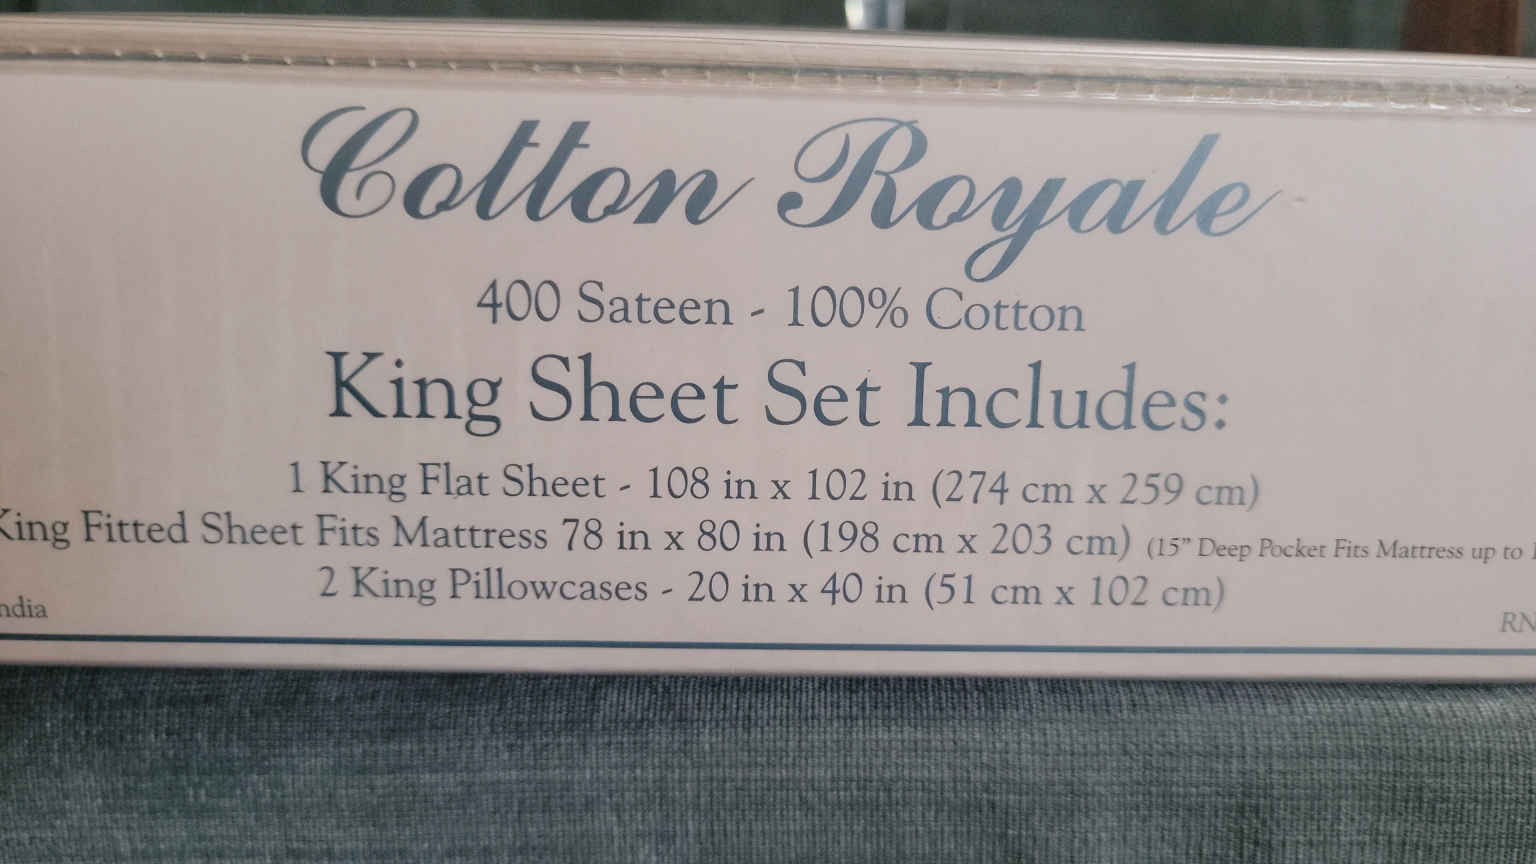 Cotton Royale
400 Sateen - 100% Cotton
King Sheet Set Includes:
1 King Flat Sheet - 108 in x 102 in (274 cm x 259 cm)
King Fitted Sheet Fits Mattress 78 in x 80 in (198 cm x 203 cm) (15” Deep Pocket Fits Mattress up to
2 King Pillowcases - 20 in x 40 in (51 cm x 102 cm)
ndia
RN